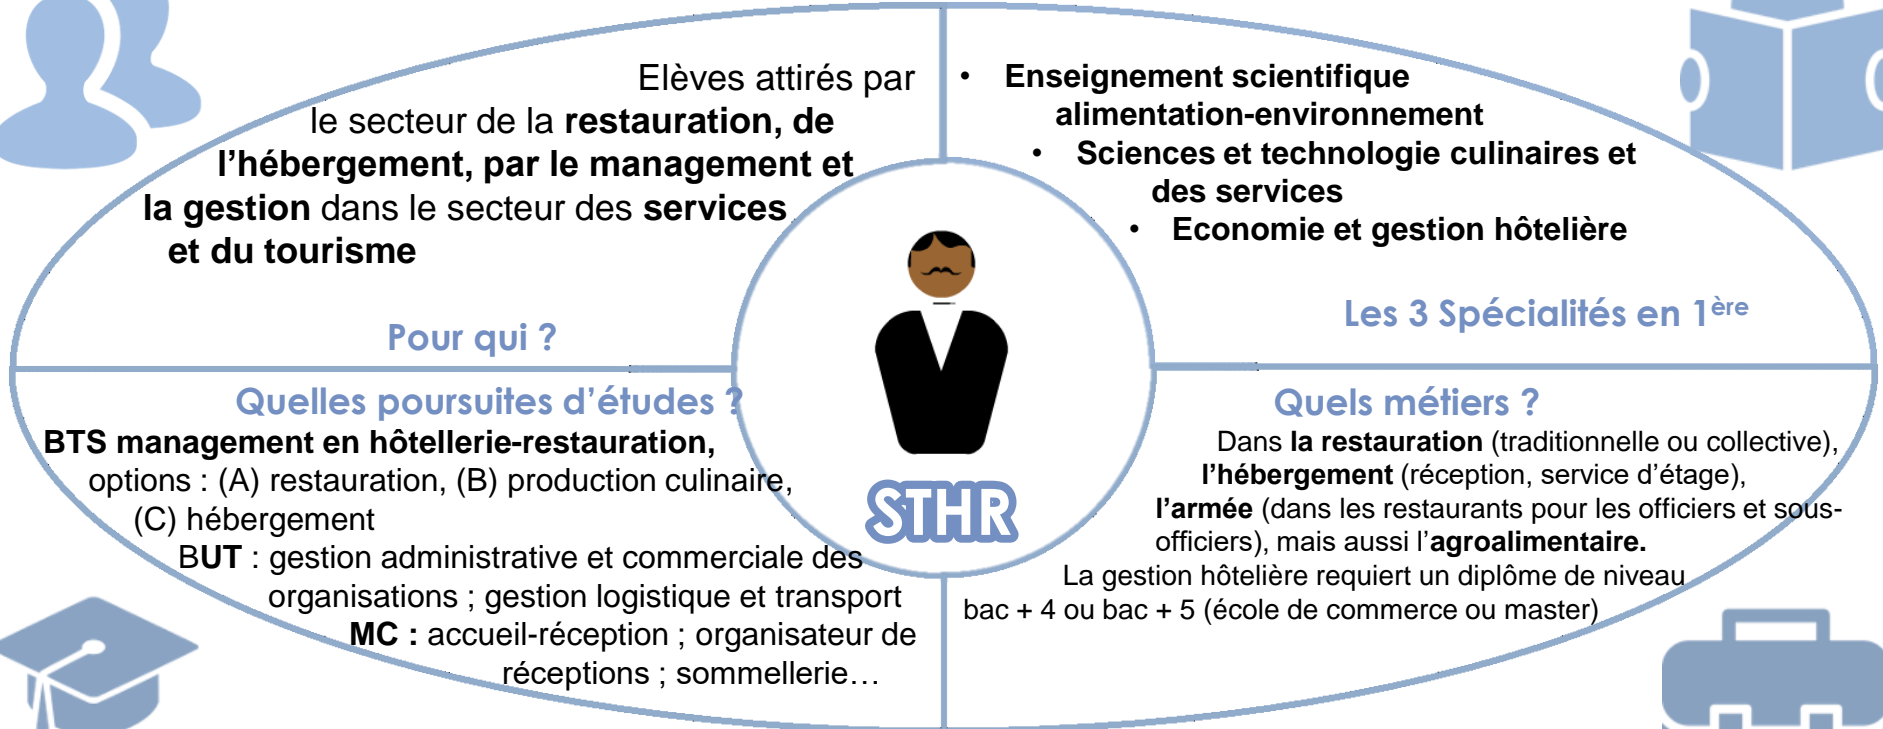 Elèves attirés par
le secteur de la restauration, de
l’hébergement, par le management et
la gestion dans le secteur des services
et du tourisme
Pour qui ?
• Enseignement scientifique
alimentation-environnement
• Sciences et technologie culinaires et
des services
• Economie et gestion hôtelière
Les 3 Spécialités en 1ère
Quelles poursuites d’études ?
BTS management en hôtellerie-restauration,
options : (A) restauration, (B) production culinaire,
(C) hébergement
BUT : gestion administrative et commerciale des
organisations ; gestion logistique et transport
MC : accueil-réception ; organisateur de
réceptions ; sommellerie…
STHR
Quels métiers ?
Dans la restauration (traditionnelle ou collective),
l’hébergement (réception, service d’étage),
l’armée (dans les restaurants pour les officiers et sous-
officiers), mais aussi l’agroalimentaire.
La gestion hôtelière requiert un diplôme de niveau
bac + 4 ou bac + 5 (école de commerce ou master)